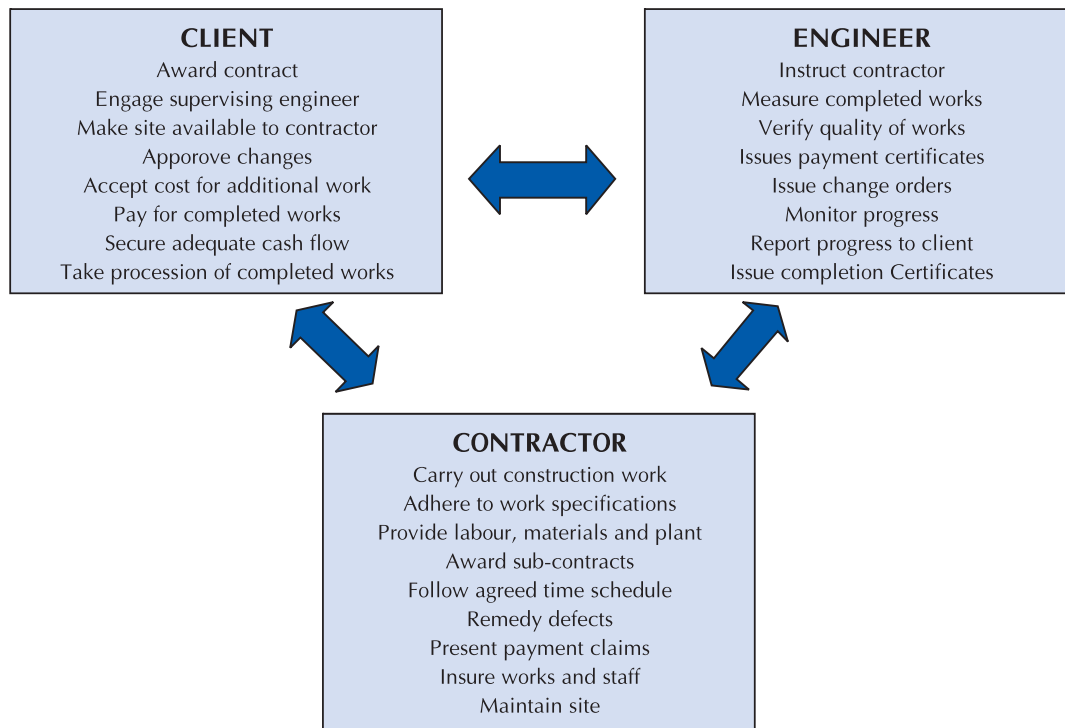 CLIENT
Award contract
Engage supervising engineer
Make site available to contractor
Apporove changes
Accept cost for additional work
Pay for completed works
Secure adequate cash flow
Take procession of completed works
ENGINEER
Instruct contractor
Measure completed works
Verify quality of works
Issues payment certificates
Issue change orders
Monitor progress
Report progress to client
Issue completion Certificates
CONTRACTOR
Carry out construction work
Adhere to work specifications
Provide labour, materials and plant
Award sub-contracts
Follow agreed time schedule
Remedy defects
Present payment claims
Insure works and staff
Maintain site